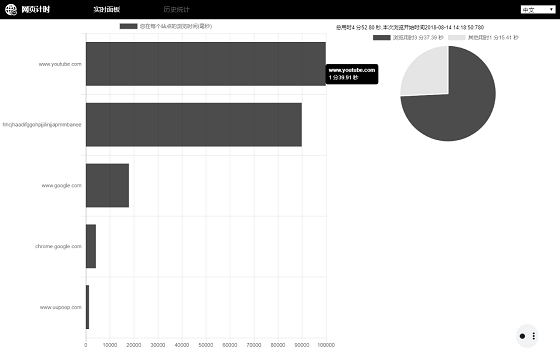 网页计时
实时面板
历史统计
中文
您在每个站点的浏览时间(毫秒)
www.youtube.com
www.google.com
chrome.google.com
www.uupoop.com
www.youtube.com
1 分39.91 秒
0 10000 20000 30000 40000 50000 60000 70000 80000 90000 100000
总用时4 分52.80 秒,本次浏览开始时间2018-08-14 14:18:50:780
浏览用时3 分37.39 秒
其他用时1 分15.41 秒